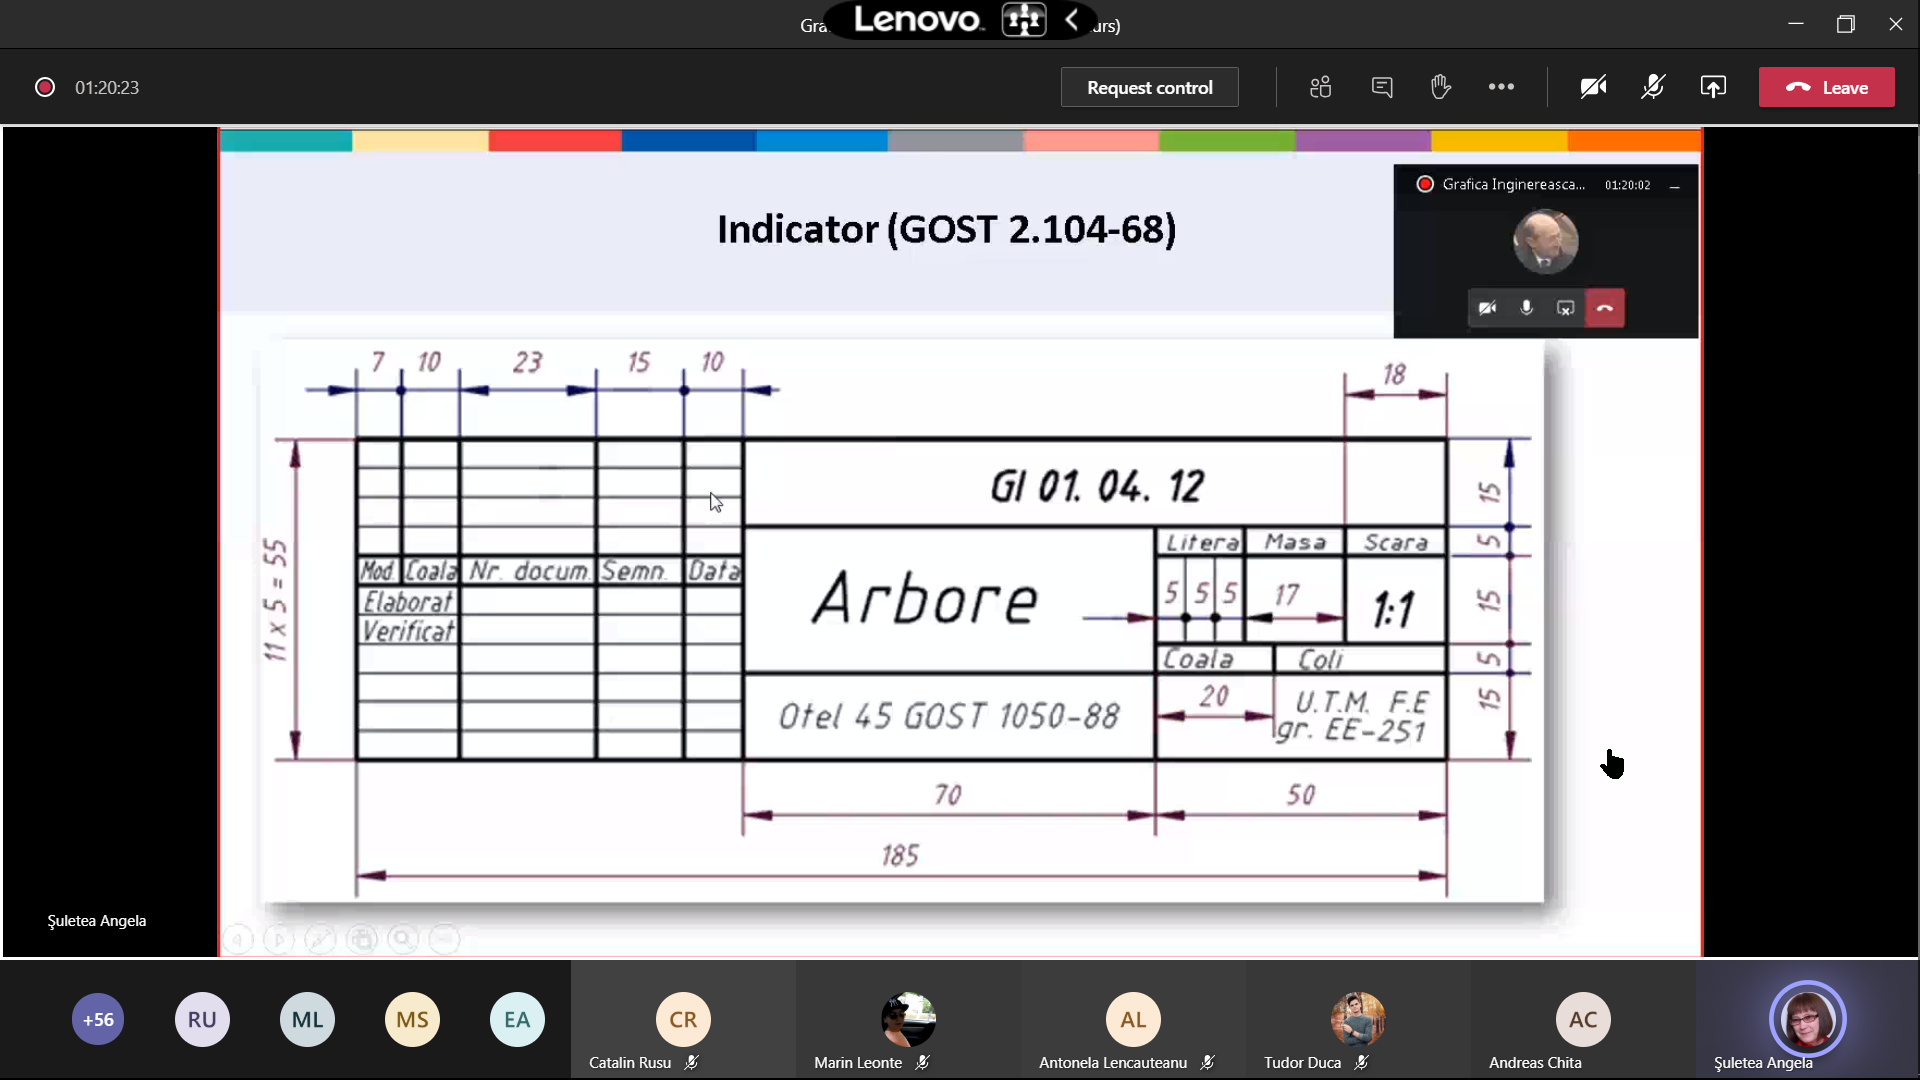 Gra
Lenovo
urs)
01:20:23
Request control
Leave
Indicator (GOST 2.104-68)
Grafica Inginereasca...
01:20:02
7 10 23 15 10
18
GI 01. 04. 12
15
Litera Masa Scara
5
Mod. Coala Nr. docum. Semn. Data
Arbore
5 5 5 17 1:1
15
Elaborat
Verificat
11 x 5 = 55
Coala Coli
5
Otel 45 GOST 1050-88
20
U.T.M. F.E
gr. EE-251
15
70 50
185
Șuletea Angela
+56
RU
ML
MS
EA
CR
Catalin Rusu
Marin Leonte
AL
Antonela Lencauteanu
Tudor Duca
AC
Andreas Chita
Șuletea Angela